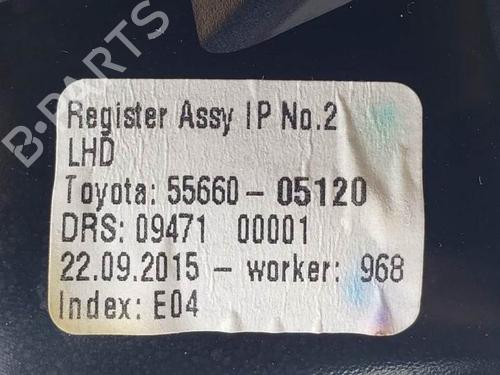 B-PARTS
Register Assy IP No.2
LHD
Toyota: 55660-05120
DRS: 09471 00001
22.09.2015 - worker: 968
Index: E04